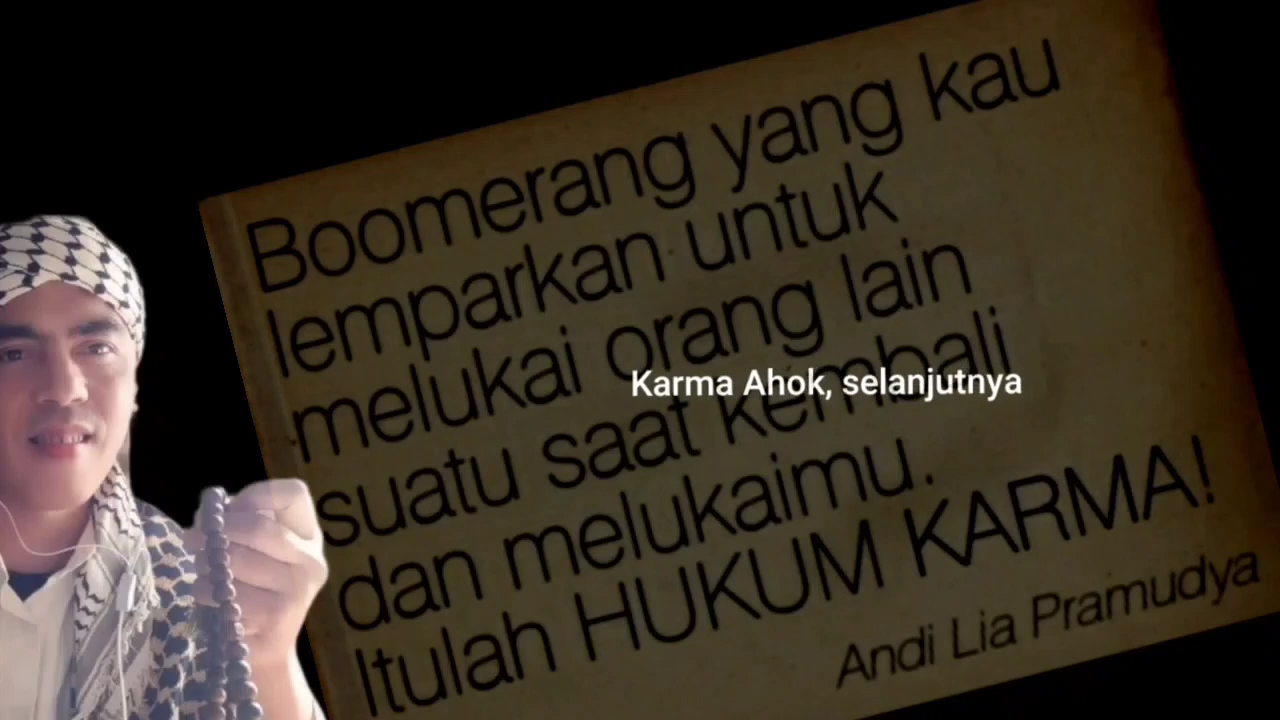 Boomerang yang kau
lemparkan untuk
melukai orang lain
suatu saat kembali
dan melukaimu.
Itulah HUKUM KARMA!
Andi Lia Pramudya
Karma Ahok, selanjutnya